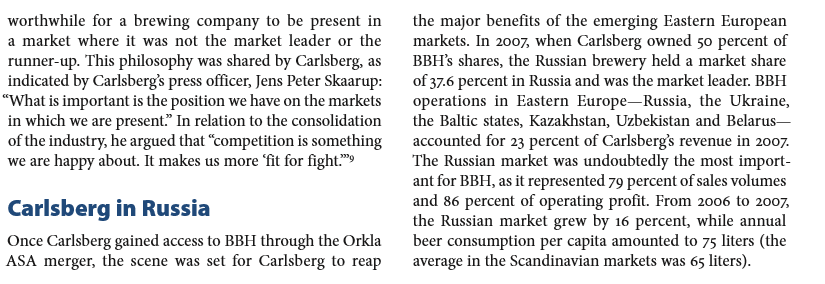 worthwhile for a brewing company to be present in
a market where it was not the market leader or the
runner-up. This philosophy was shared by Carlsberg, as
indicated by Carlsberg's press officer, Jens Peter Skaarup:
“What is important is the position we have on the markets
in which we are present.” In relation to the consolidation
of the industry, he argued that “competition is something
we are happy about. It makes us more ‘fit for fight.’”9
Carlsberg in Russia
Once Carlsberg gained access to BBH through the Orkla
ASA merger, the scene was set for Carlsberg to reap
the major benefits of the emerging Eastern European
markets. In 2007, when Carlsberg owned 50 percent of
BBH's shares, the Russian brewery held a market share
of 37.6 percent in Russia and was the market leader. BBH
operations in Eastern Europe—Russia, the Ukraine,
the Baltic states, Kazakhstan, Uzbekistan and Belarus—
accounted for 23 percent of Carlsberg's revenue in 2007.
The Russian market was undoubtedly the most import-
ant for BBH, as it represented 79 percent of sales volumes
and 86 percent of operating profit. From 2006 to 2007,
the Russian market grew by 16 percent, while annual
beer consumption per capita amounted to 75 liters (the
average in the Scandinavian markets was 65 liters).